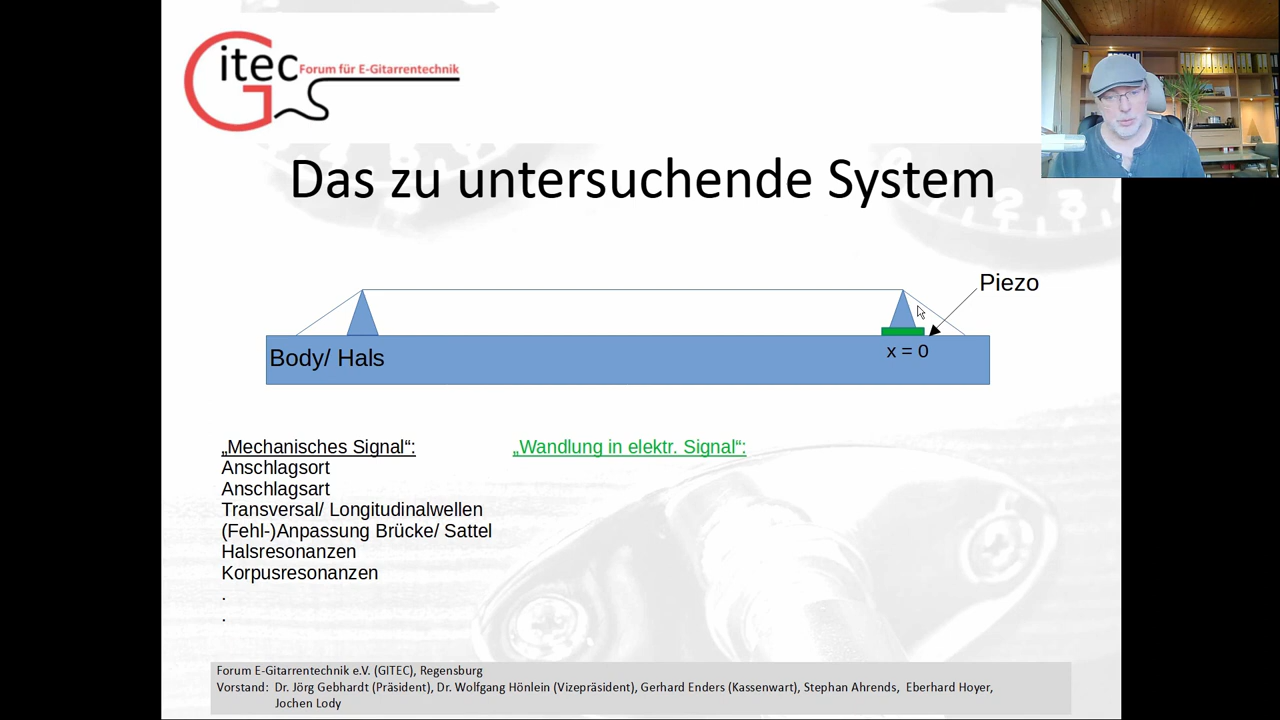 Gitec Forum für E-Gitarrentechnik
Das zu untersuchende System
Piezo
x = 0
Body/ Hals
„Mechanisches Signal“:
Anschlagsort
Anschlagsart
Transversal/ Longitudinalwellen
(Fehl-)Anpassung Brücke/ Sattel
Halsresonanzen
Korpusresonanzen
.
.
„Wandlung in elektr. Signal“:
Forum E-Gitarrentechnik e.V. (GITEC), Regensburg
Vorstand: Dr. Jörg Gebhardt (Präsident), Dr. Wolfgang Hönlein (Vizepräsident), Gerhard Enders (Kassenwart), Stephan Ahrends, Eberhard Hoyer,
Jochen Lody